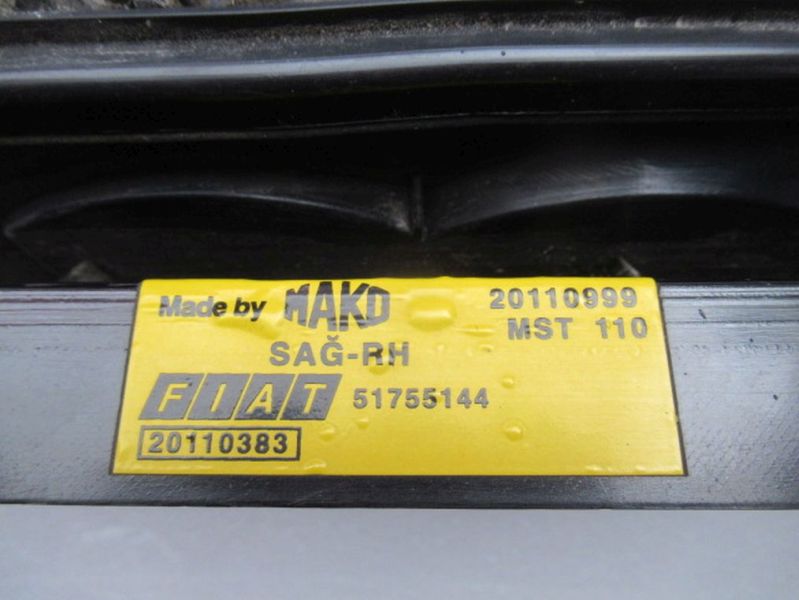 Made by MAKO 20110999
MST 110
SAĞ-RH
FIAT 51755144
20110383